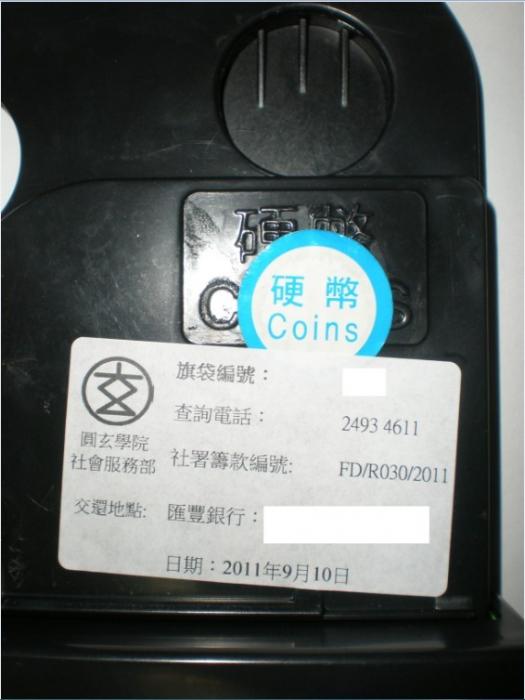 硬幣
硬幣
Coins
旗袋編號：
查詢電話： 2493 4611
圓玄學院
社會服務部
社署籌款編號: FD/R030/2011
交還地點: 匯豐銀行：
日期：2011年9月10日